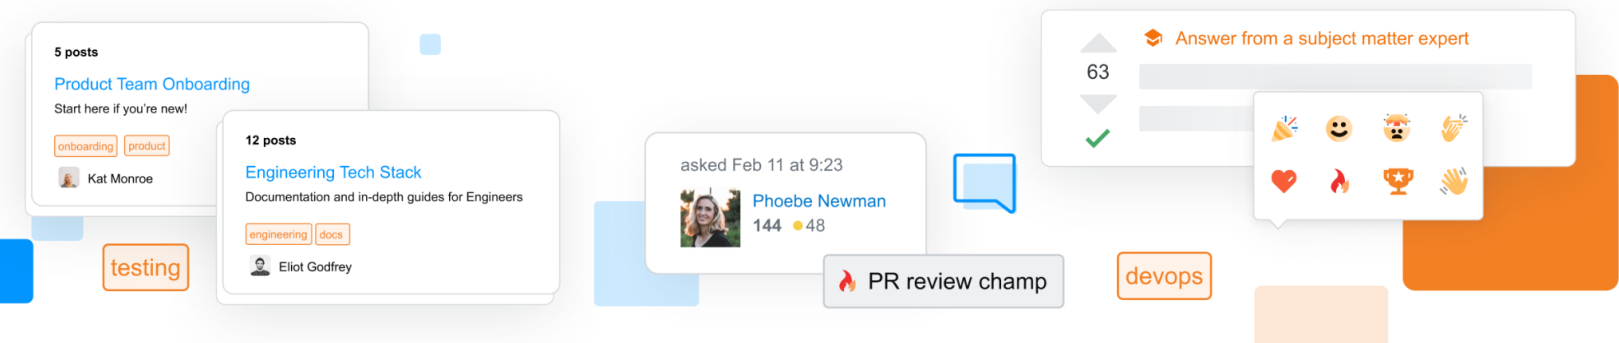 5 posts
Product Team Onboarding
Start here if you're new!
onboarding product
Kat Monroe
testing
12 posts
Engineering Tech Stack
Documentation and in-depth guides for Engineers
engineering docs
Eliot Godfrey
asked Feb 11 at 9:23
Phoebe Newman
144 48
PR review champ
devops
63
Answer from a subject matter expert